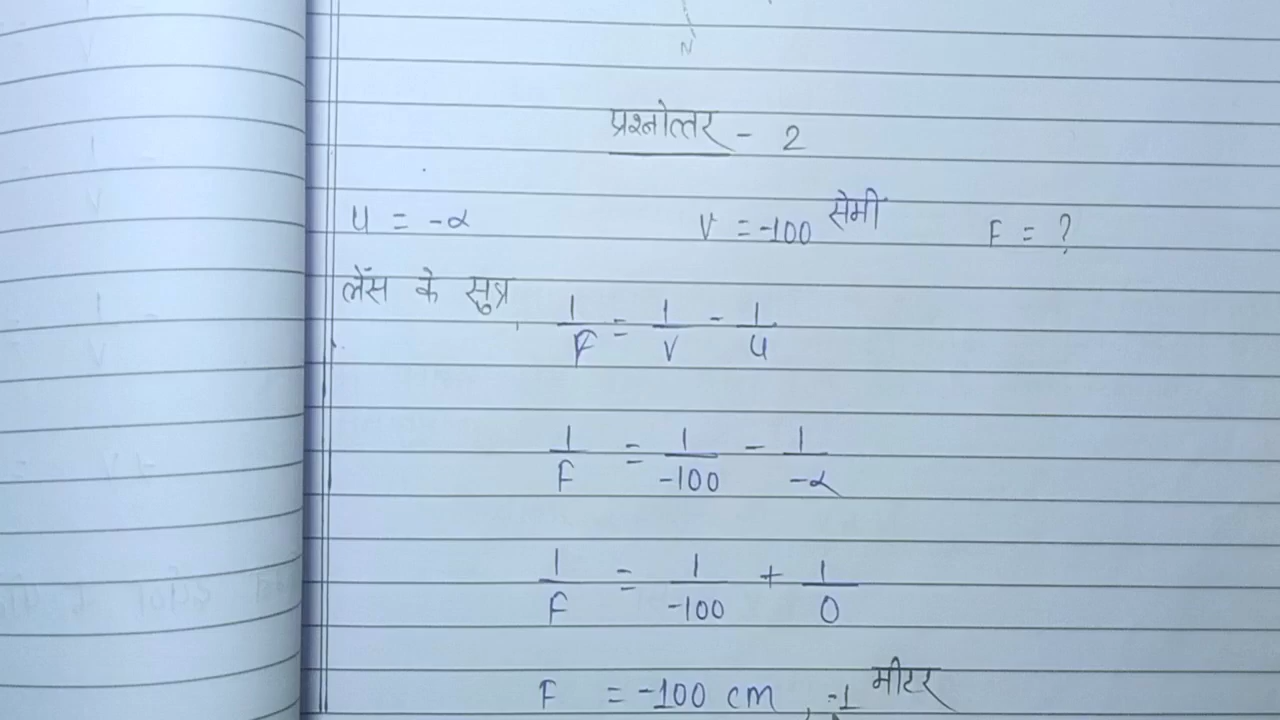 N
प्रश्नोत्तर - 2
u = -α v = -100 सेमी F = ?
लेंस के सुत्र, 1/F = 1/v - 1/u
1/F = 1/-100 - 1/-α
1/F = 1/-100 + 1/0
F = -100 cm, -1 मीटर